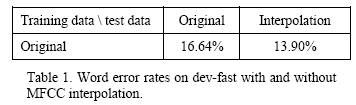 Training data \ test data Original Interpolation
Original 16.64% 13.90%
Table 1. Word error rates on dev-fast with and without
MFCC interpolation.